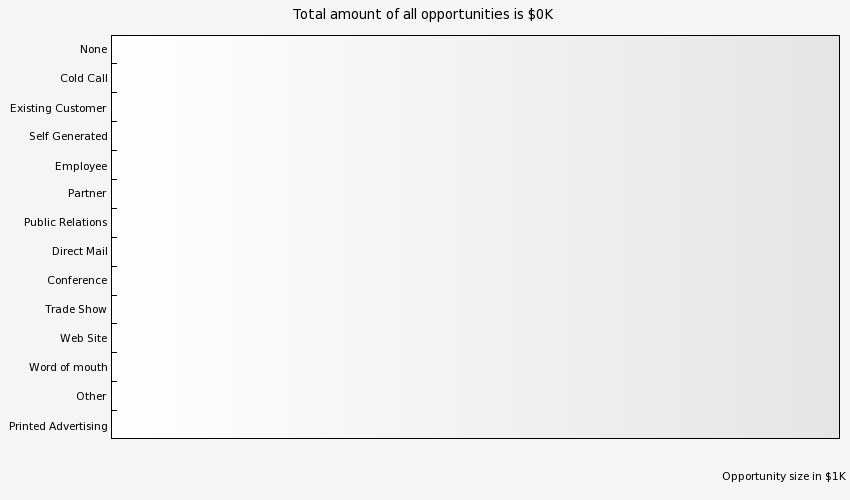 Total amount of all opportunities is $0K
None
Cold Call
Existing Customer
Self Generated
Employee
Partner
Public Relations
Direct Mail
Conference
Trade Show
Web Site
Word of mouth
Other
Printed Advertising
Opportunity size in $1K